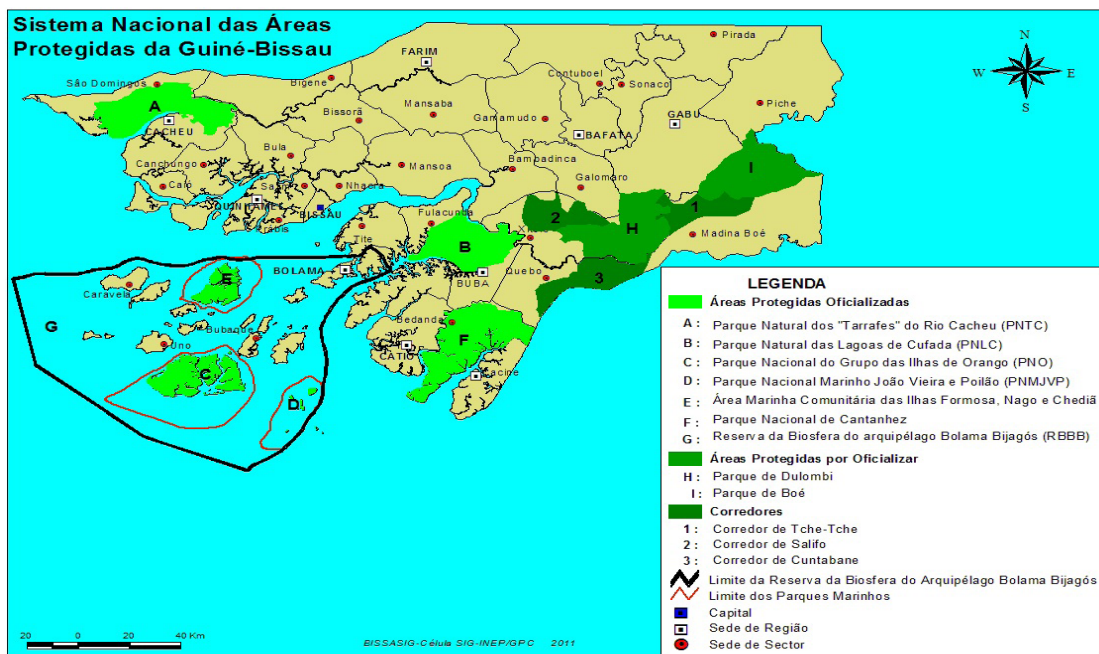 Sistema Nacional das Áreas
Protegidas da Guiné-Bissau
N
W E
S
Pirada
FARIM
São Domingos
Bigene
Contuboel
Sonaco
A
Piche
Mansaba
Bissorã
Gamamudo
GABU
CACHEU
BAFATA
Bula
Canchungo
Mansoa
Bambadinca
I
Caió
Nhacra
Galomaro
QUINHAMEL
BISSAU
1
Prábis
Fulacunda
2
H
Madina Boé
Tite
B
BOLAMA
BUBA
Quebo
3
E
Caravela
G
Bubaque
Bedanda
Uno
F
CATIO
C
D
LEGENDA
Áreas Protegidas Oficializadas
A : Parque Natural dos "Tarrafes" do Rio Cacheu (PNTC)
B : Parque Natural das Lagoas de Cufada (PNLC)
C : Parque Nacional do Grupo das Ilhas de Orango (PNO)
D : Parque Nacional Marinho João Vieira e Poilão (PNMJVP)
E : Área Marinha Comunitária das Ilhas Formosa, Nago e Chediã
F : Parque Nacional de Cantanhez
G : Reserva da Biosfera do arquipélago Bolama Bijagós (RBBB)
Áreas Protegidas por Oficializar
H : Parque de Dulombi
I : Parque de Boé
Corredores
1 : Corredor de Tche-Tche
2 : Corredor de Salifo
3 : Corredor de Cuntabane
Limite da Reserva da Biosfera do Arquipélago Bolama Bijagós
Limite dos Parques Marinhos
Capital
Sede de Região
Sede de Sector
20 0 20 40 Km
BISSASIG-Célula SIG-INEP/GPC 2011